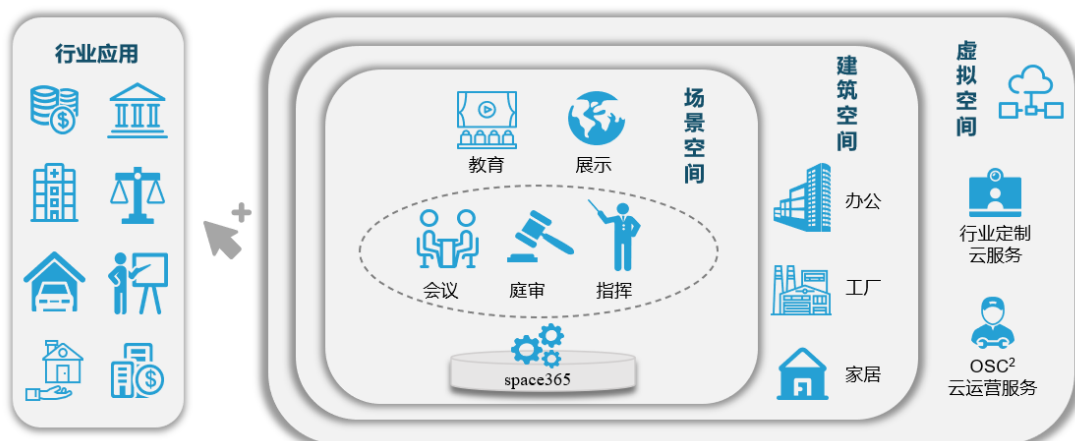 行业应用
教育
展示
会议
庭审
指挥
space365
场景空间
建筑空间
办公
工厂
家居
虚拟空间
行业定制
云服务
OSC²
云运营服务